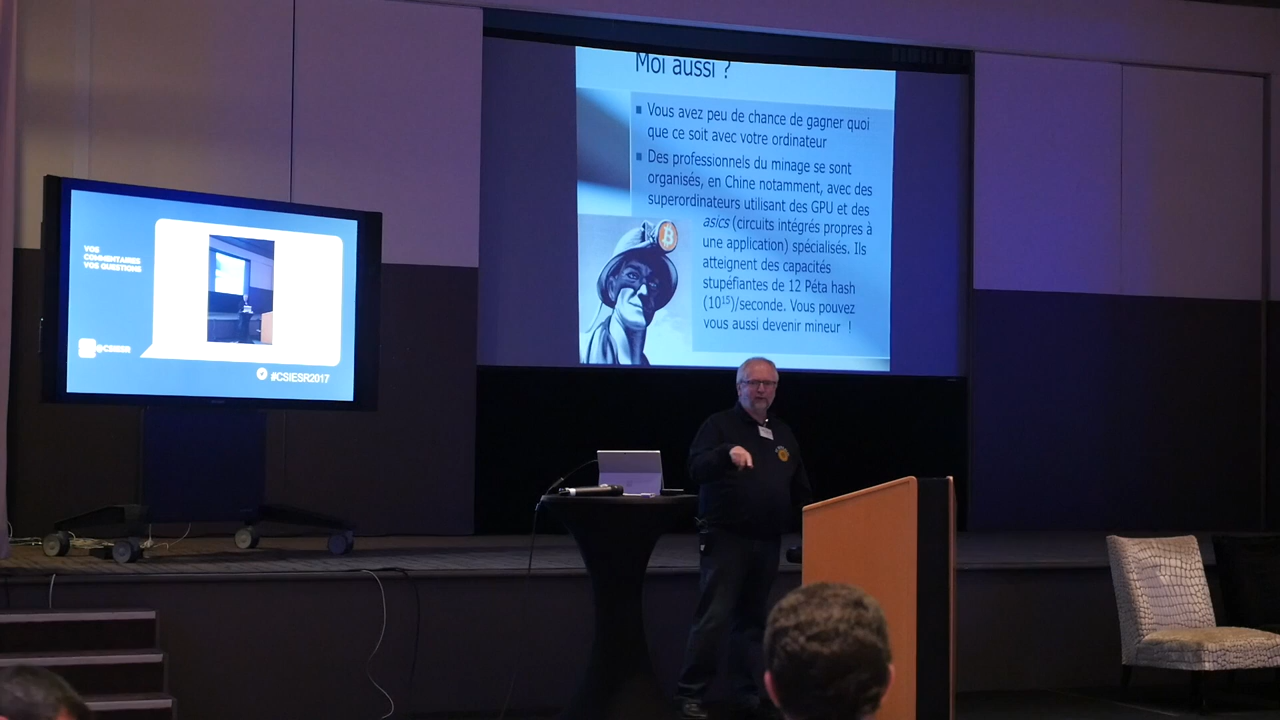 Moi aussi ?
Vous avez peu de chance de gagner quoi
que ce soit avec votre ordinateur
Des professionnels du minage se sont
organisés, en Chine notamment, avec des
superordinateurs utilisant des GPU et des
asics (circuits intégrés propres à
une application) spécialisés. Ils
atteignent des capacités
stupéfiantes de 12 Péta hash
(10¹⁵)/seconde. Vous pouvez
vous aussi devenir mineur !
VOS
COMMENTAIRES
VOS QUESTIONS
@CSIESR
#CSIESR2017